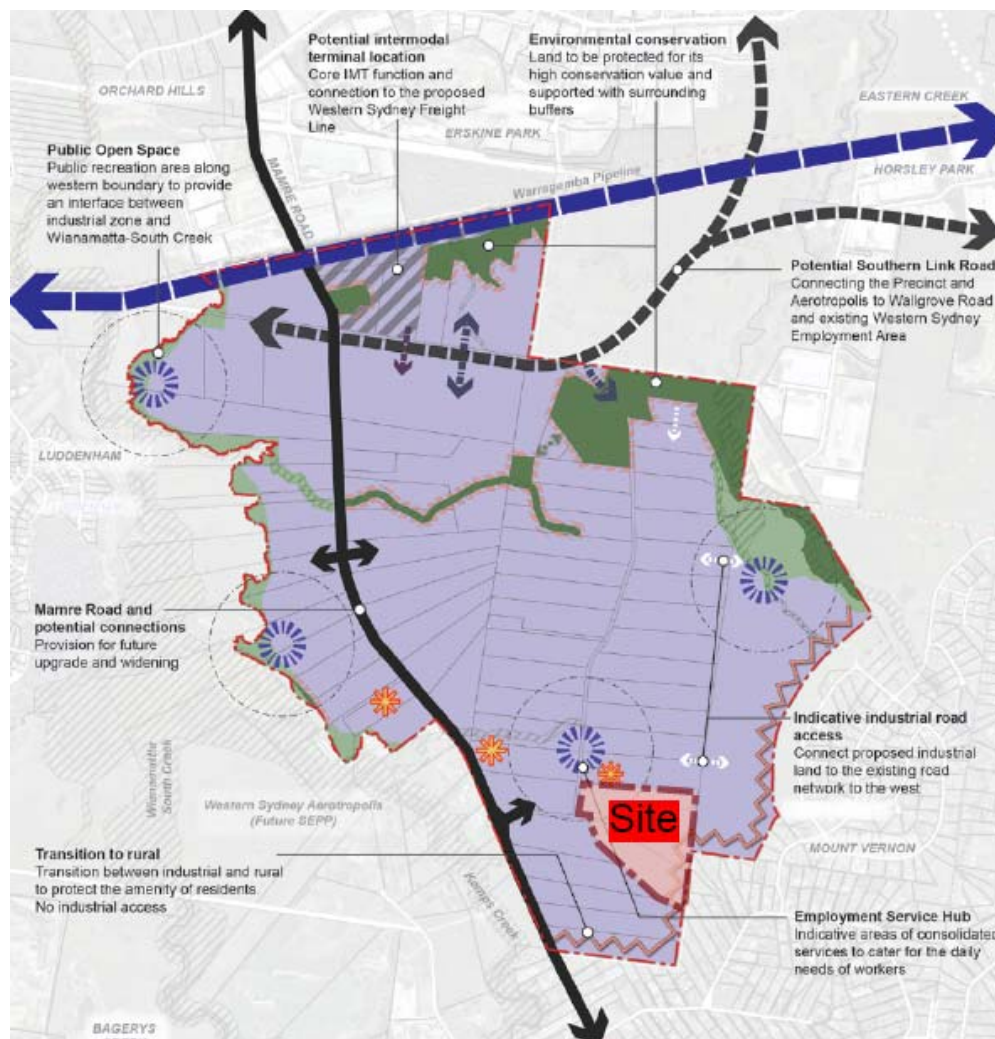 Potential intermodal
terminal location
Core IMT function and
connection to the proposed
Western Sydney Freight
Line
Environmental conservation
Land to be protected for its
high conservation value and
supported with surrounding
buffers
ORCHARD HILLS
EASTERN CREEK
ERSKINE PARK
Public Open Space
Public recreation area along
western boundary to provide
an interface between
industrial zone and
Wianamatta-South Creek
MAMRE ROAD
Warragamba Pipeline
HORSLEY PARK
Potential Southern Link Road
Connecting the Precinct and
Aerotropolis to Wallgrove Road
and existing Western Sydney
Employment Area
LUDDENHAM
Mamre Road and
potential connections
Provision for future
upgrade and widening
Indicative industrial road
access
Connect proposed industrial
land to the existing road
network to the west
Wianamatta
South Creek
Western Sydney Aerotropolis
(Future SEPP)
Site
MOUNT VERNON
Transition to rural
Transition between industrial and rural
to protect the amenity of residents
No industrial access
Kemps Creek
Employment Service Hub
Indicative areas of consolidated
services to cater for the daily
needs of workers
BAGERYS